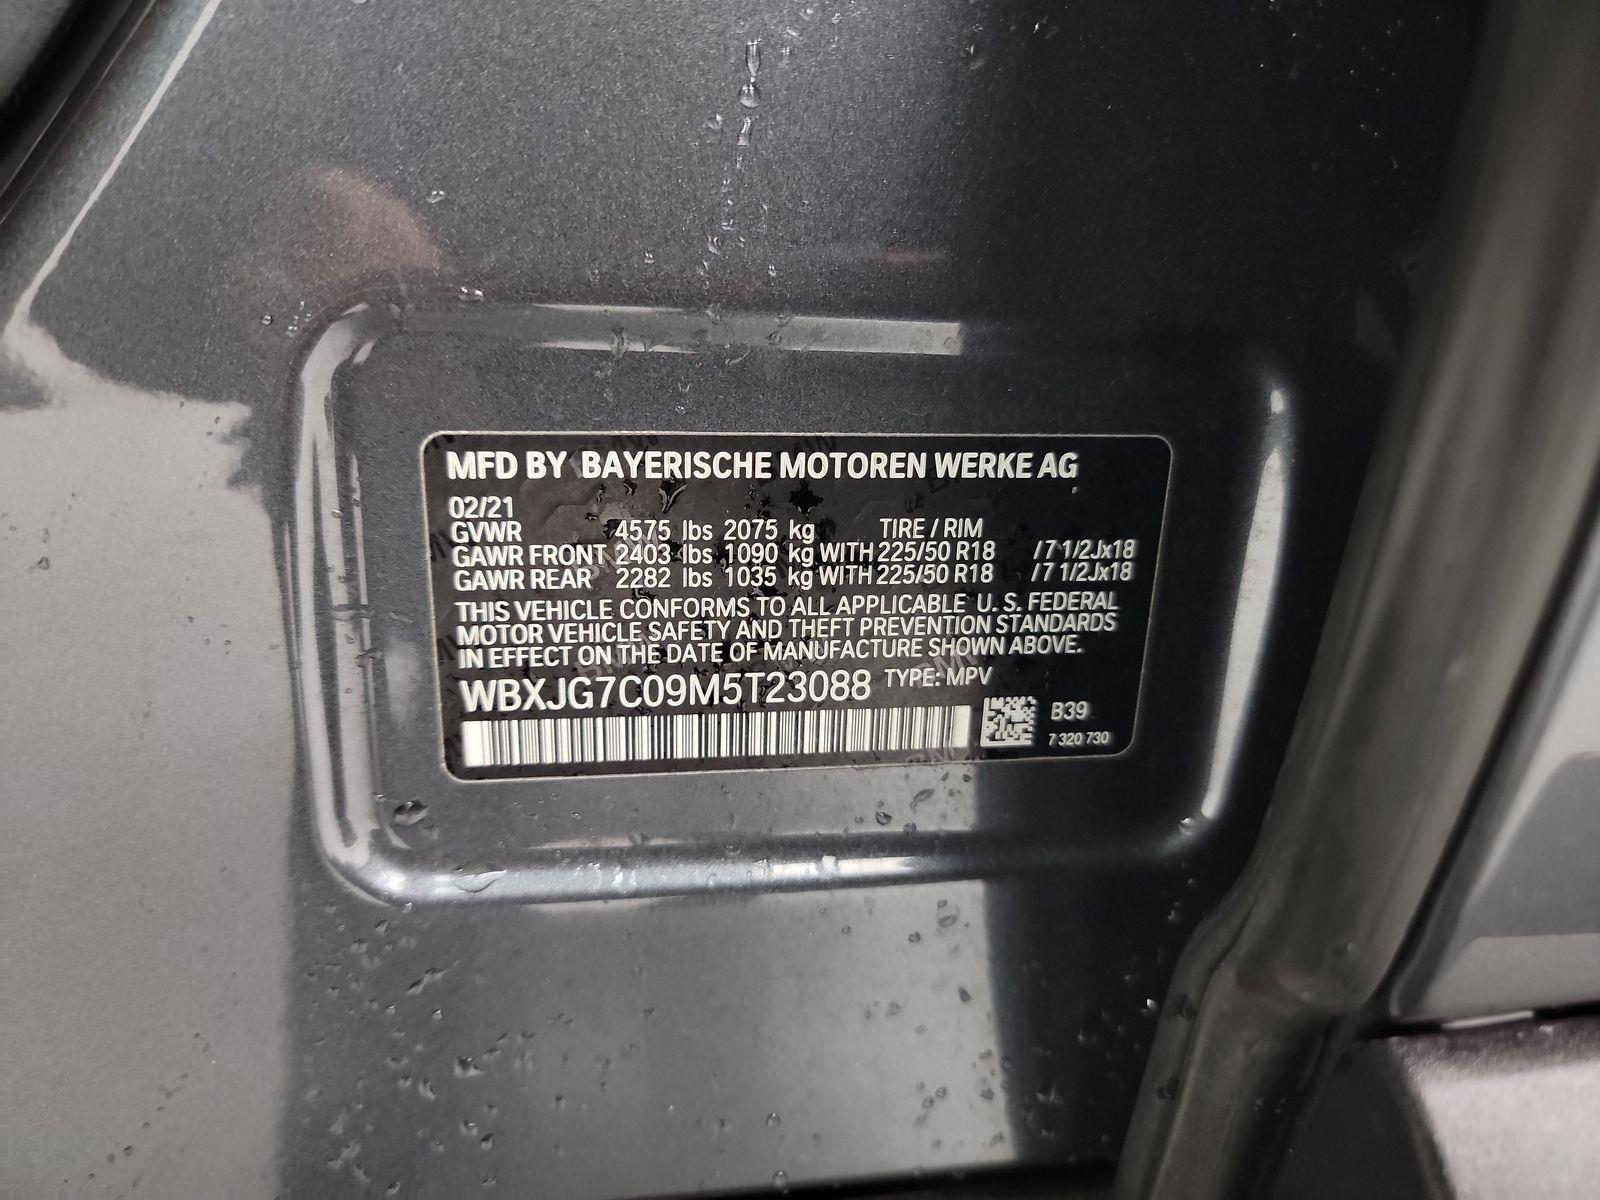 MFD BY BAYERISCHE MOTOREN WERKE AG
02/21
GVWR 4575 lbs 2075 kg TIRE / RIM
GAWR FRONT 2403 lbs 1090 kg WITH 225/50 R18 /7 1/2Jx18
GAWR REAR 2282 lbs 1035 kg WITH 225/50 R18 /7 1/2Jx18
THIS VEHICLE CONFORMS TO ALL APPLICABLE U. S. FEDERAL
MOTOR VEHICLE SAFETY AND THEFT PREVENTION STANDARDS
IN EFFECT ON THE DATE OF MANUFACTURE SHOWN ABOVE.
WBXJG7C09M5T23088 TYPE: MPV
B39
7 320 730